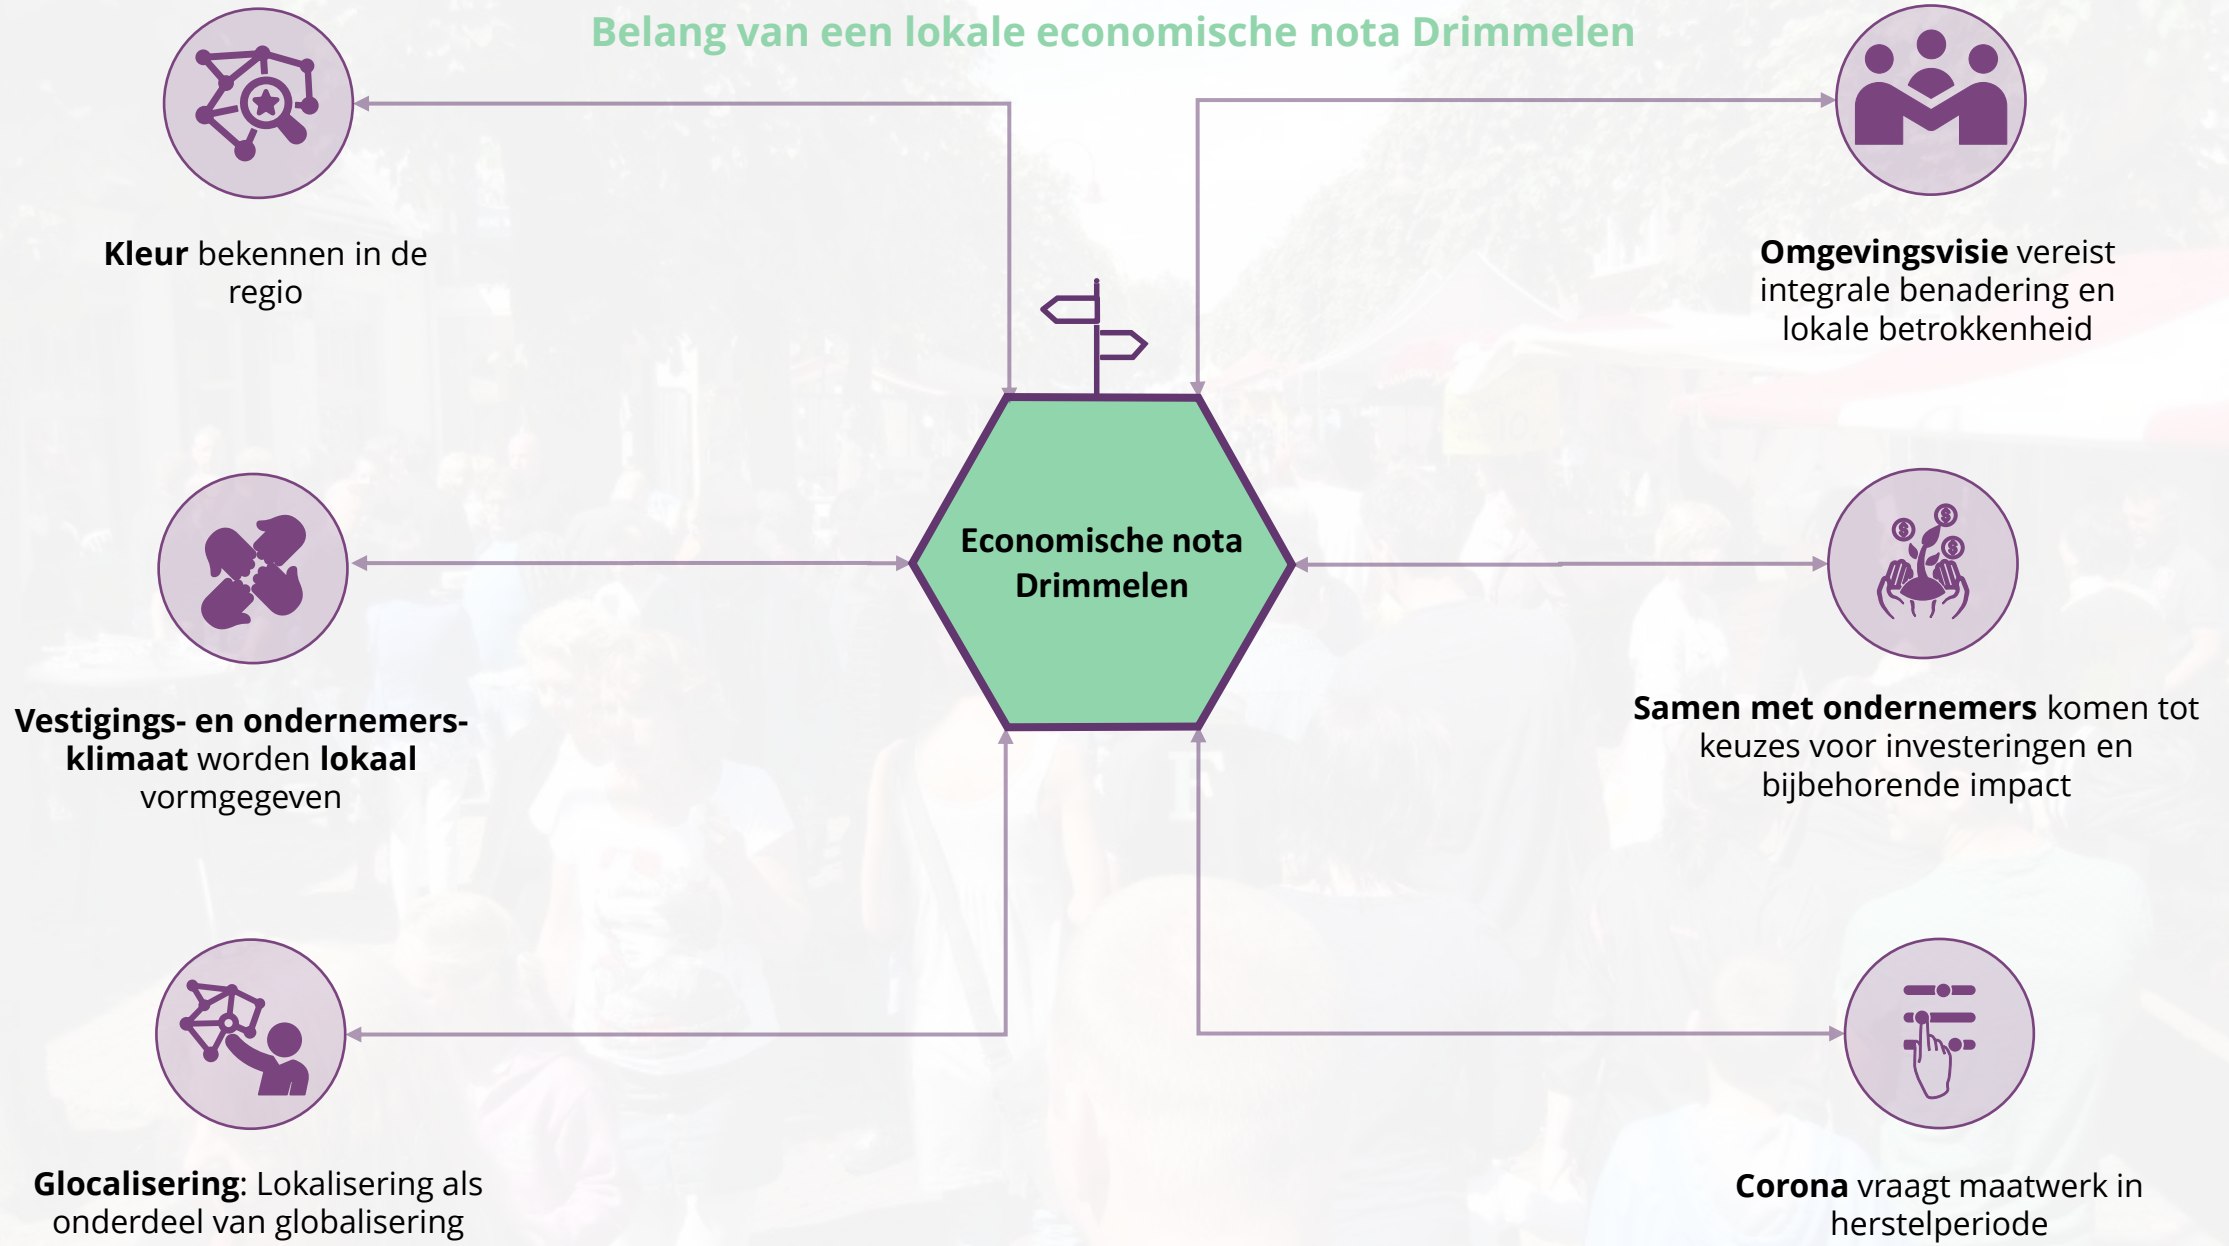 Belang van een lokale economische nota Drimmelen
Kleur bekennen in de
regio
Omgevingsvisie vereist
integrale benadering en
lokale betrokkenheid
Economische nota
Drimmelen
Vestigings- en ondernemers-
klimaat worden lokaal
vormgegeven
Samen met ondernemers komen tot
keuzes voor investeringen en
bijbehorende impact
Glocalisering: Lokalisering als
onderdeel van globalisering
Corona vraagt maatwerk in
herstelperiode